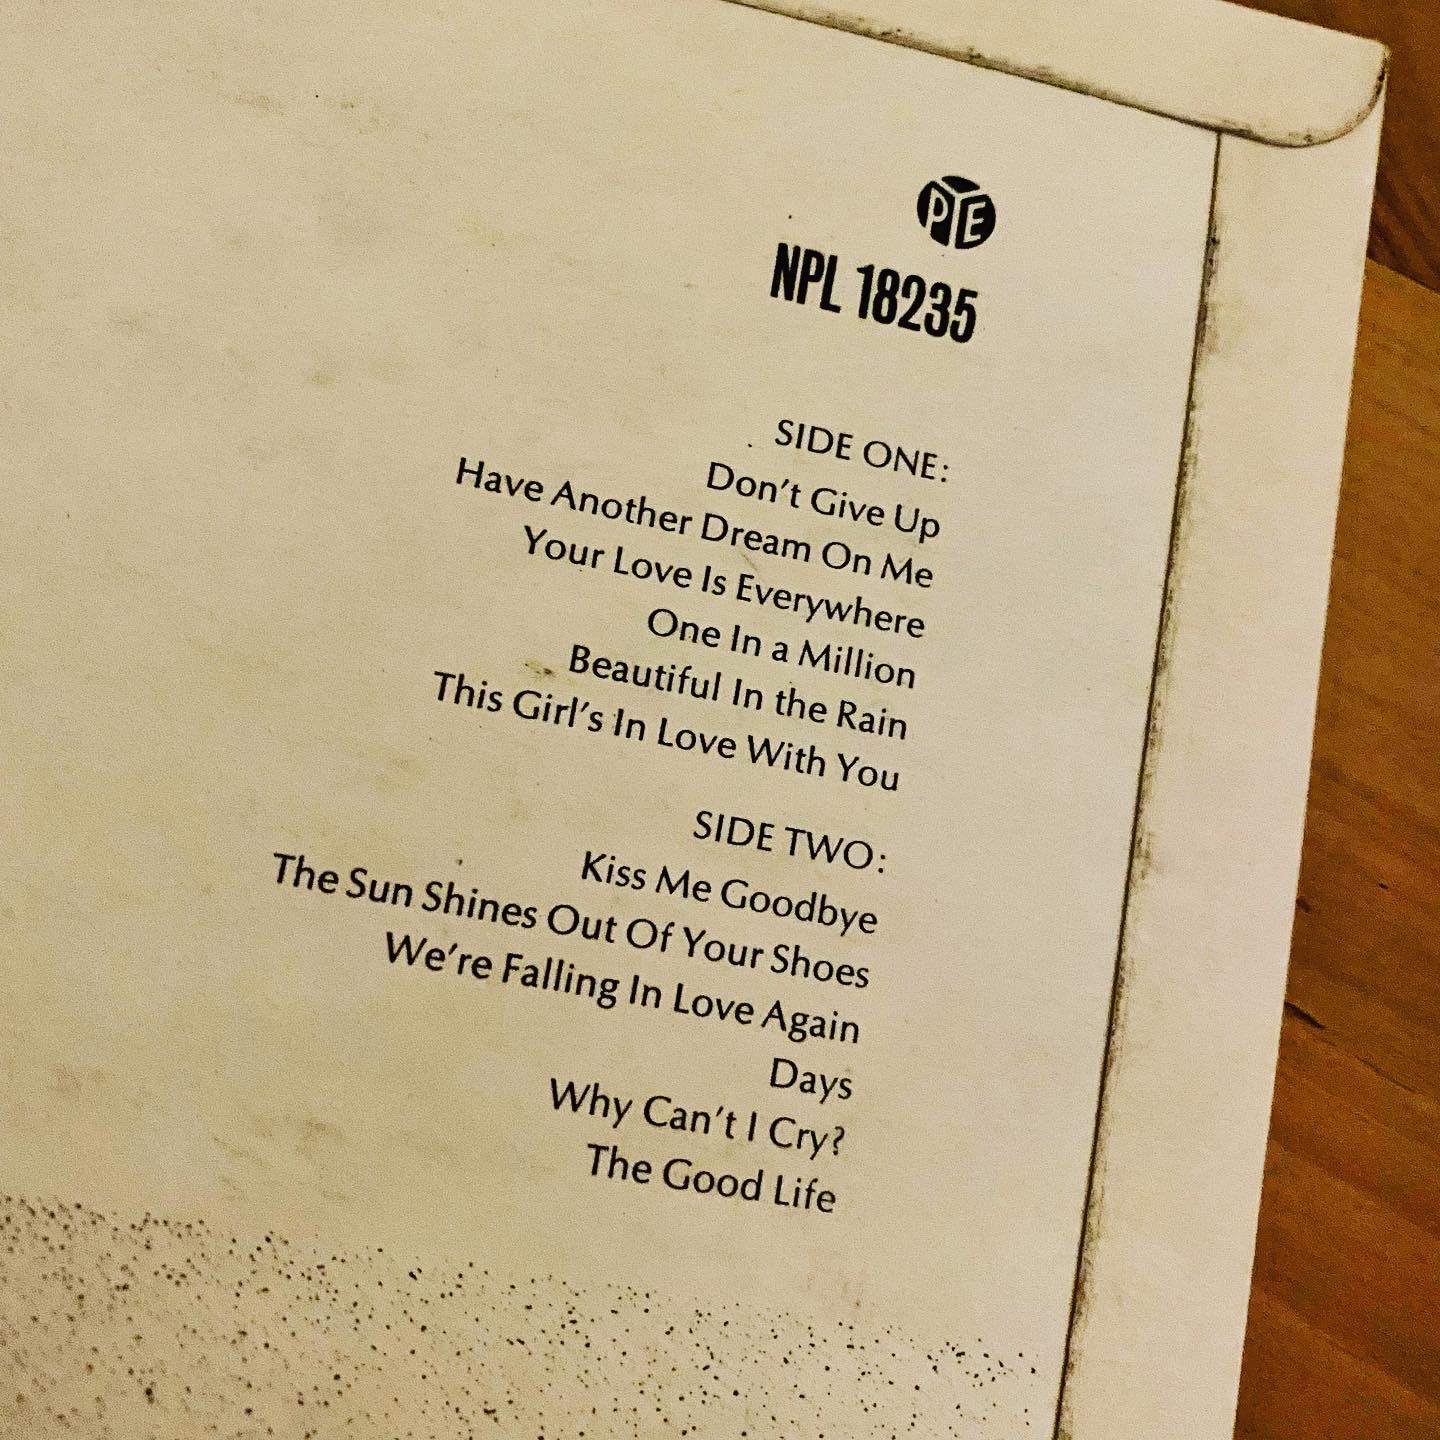 PYE
NPL 18235
SIDE ONE:
Don't Give Up
Have Another Dream On Me
Your Love Is Everywhere
One In a Million
Beautiful In the Rain
This Girl's In Love With You
SIDE TWO:
Kiss Me Goodbye
The Sun Shines Out Of Your Shoes
We're Falling In Love Again
Days
Why Can't I Cry?
The Good Life